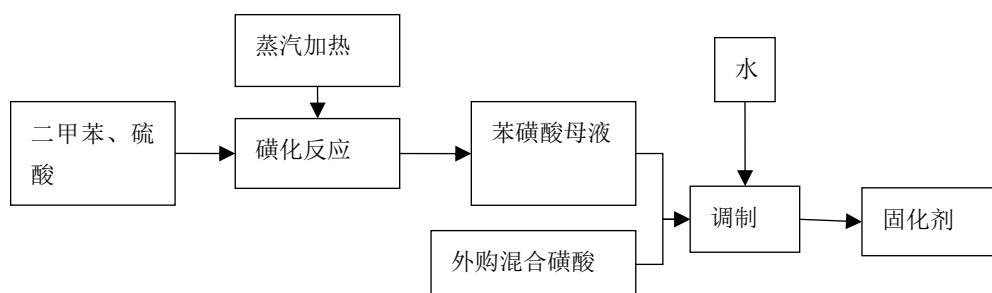 蒸汽加热
水
二甲苯、硫
酸
磺化反应
苯磺酸母液
调制
固化剂
外购混合磺酸